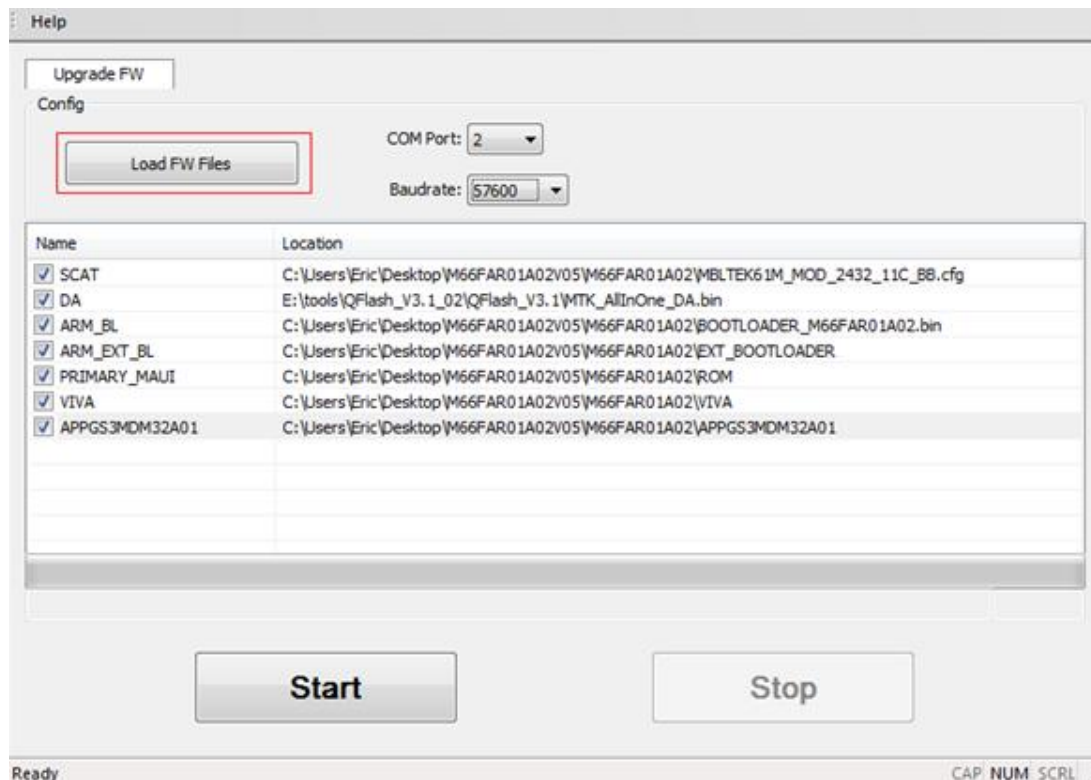 Help
Upgrade FW
Config
Load FW Files
COM Port: 2
Baudrate: 57600
Name Location
SCAT C:\Users\Eric\Desktop\M66FAR01A02V05\M66FAR01A02\MBLTEK61M_MOD_2432_11C_BB.cfg
DA E:\tools\QFlash_V3.1_02\QFlash_V3.1\MTK_AllInOne_DA.bin
ARM_BL C:\Users\Eric\Desktop\M66FAR01A02V05\M66FAR01A02\BOOTLOADER_M66FAR01A02.bin
ARM_EXT_BL C:\Users\Eric\Desktop\M66FAR01A02V05\M66FAR01A02\EXT_BOOTLOADER
PRIMARY_MAUI C:\Users\Eric\Desktop\M66FAR01A02V05\M66FAR01A02\ROM
VIVA C:\Users\Eric\Desktop\M66FAR01A02V05\M66FAR01A02\VIVA
APPGS3MDM32A01 C:\Users\Eric\Desktop\M66FAR01A02V05\M66FAR01A02\APPGS3MDM32A01
Start Stop
Ready CAP NUM SCRL